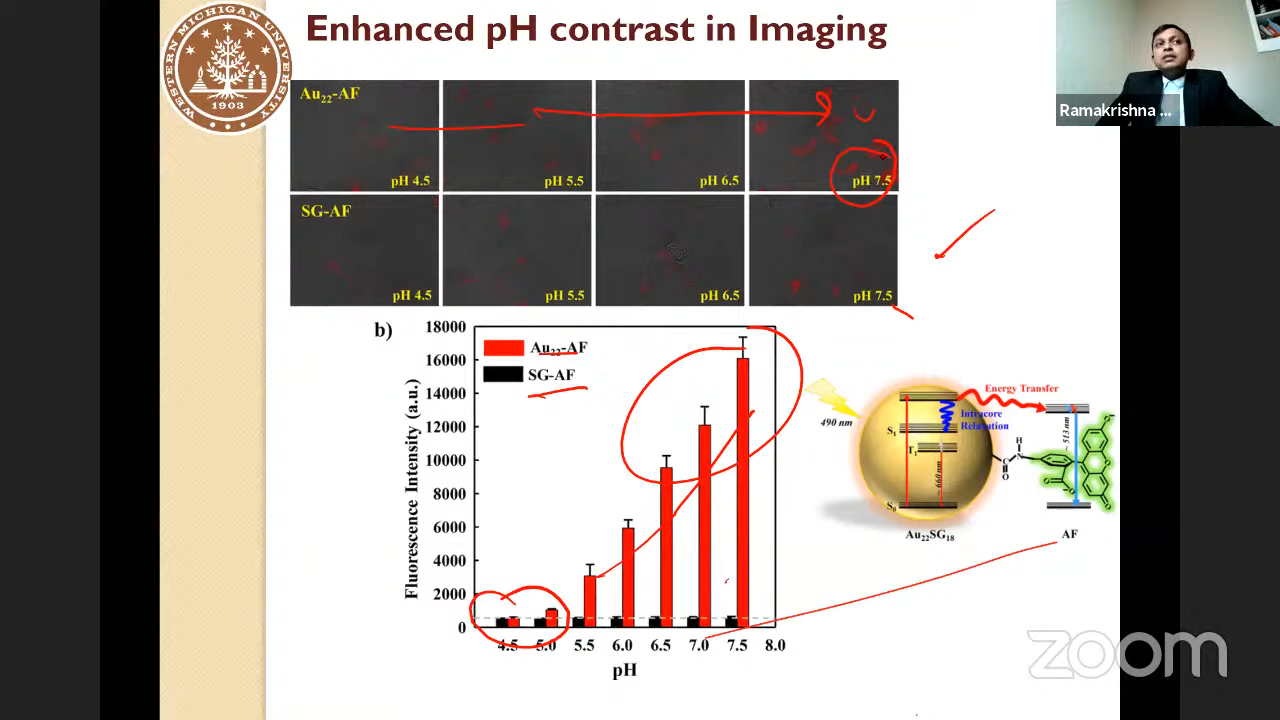 Enhanced pH contrast in Imaging
WESTERN MICHIGAN UNIVERSITY
1903
Ramakrishna ...
Au22-AF
pH 4.5
pH 5.5
pH 6.5
pH 7.5
SG-AF
pH 4.5
pH 5.5
pH 6.5
pH 7.5
b)
18000
16000
14000
12000
10000
8000
6000
4000
2000
0
Fluorescence Intensity (a.u.)
Au22-AF
SG-AF
4.5
5.0
5.5
6.0
6.5
7.0
7.5
8.0
pH
490 nm
Energy Transfer
Intracore
Relaxation
S1
T1
S0
~ 660 nm
~ 513 nm
H
N
C
O
Au22SG18
AF
zoom